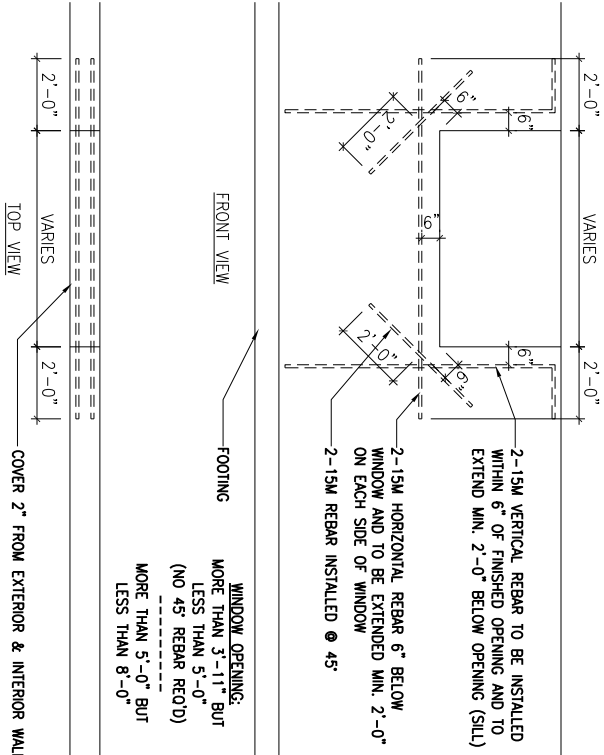 2'-0"
VARIES
2'-0"
6"
6"
6"
6"
6"
2'-0"
2'-0"
2-15M VERTICAL REBAR TO BE INSTALLED
WITHIN 6" OF FINISHED OPENING AND TO
EXTEND MIN. 2'-0" BELOW OPENING (SILL)
2-15M HORIZONTAL REBAR 6" BELOW
WINDOW AND TO BE EXTENDED MIN. 2'-0"
ON EACH SIDE OF WINDOW
2-15M REBAR INSTALLED @ 45°
FOOTING
FRONT VIEW
WINDOW OPENING:
MORE THAN 3'-11" BUT
LESS THAN 5'-0"
(NO 45° REBAR REQ'D)
MORE THAN 5'-0" BUT
LESS THAN 8'-0"
2'-0"
VARIES
2'-0"
TOP VIEW
COVER 2" FROM EXTERIOR & INTERIOR